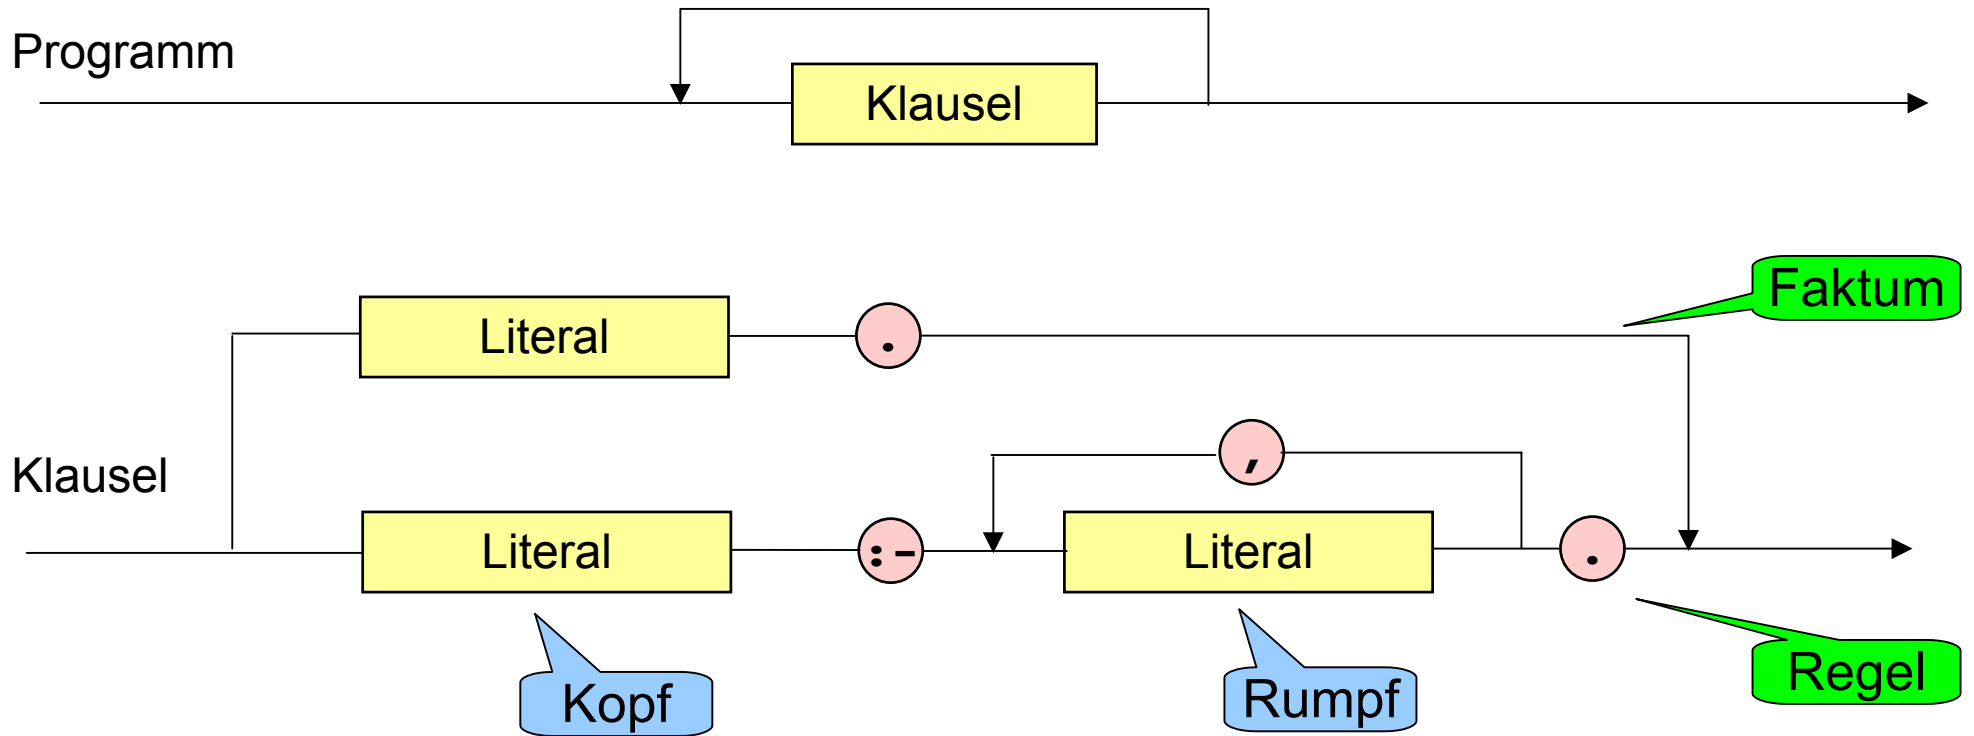 Programm
Klausel
Faktum
Literal .
,
Klausel
Literal :- Literal .
Kopf
Rumpf
Regel